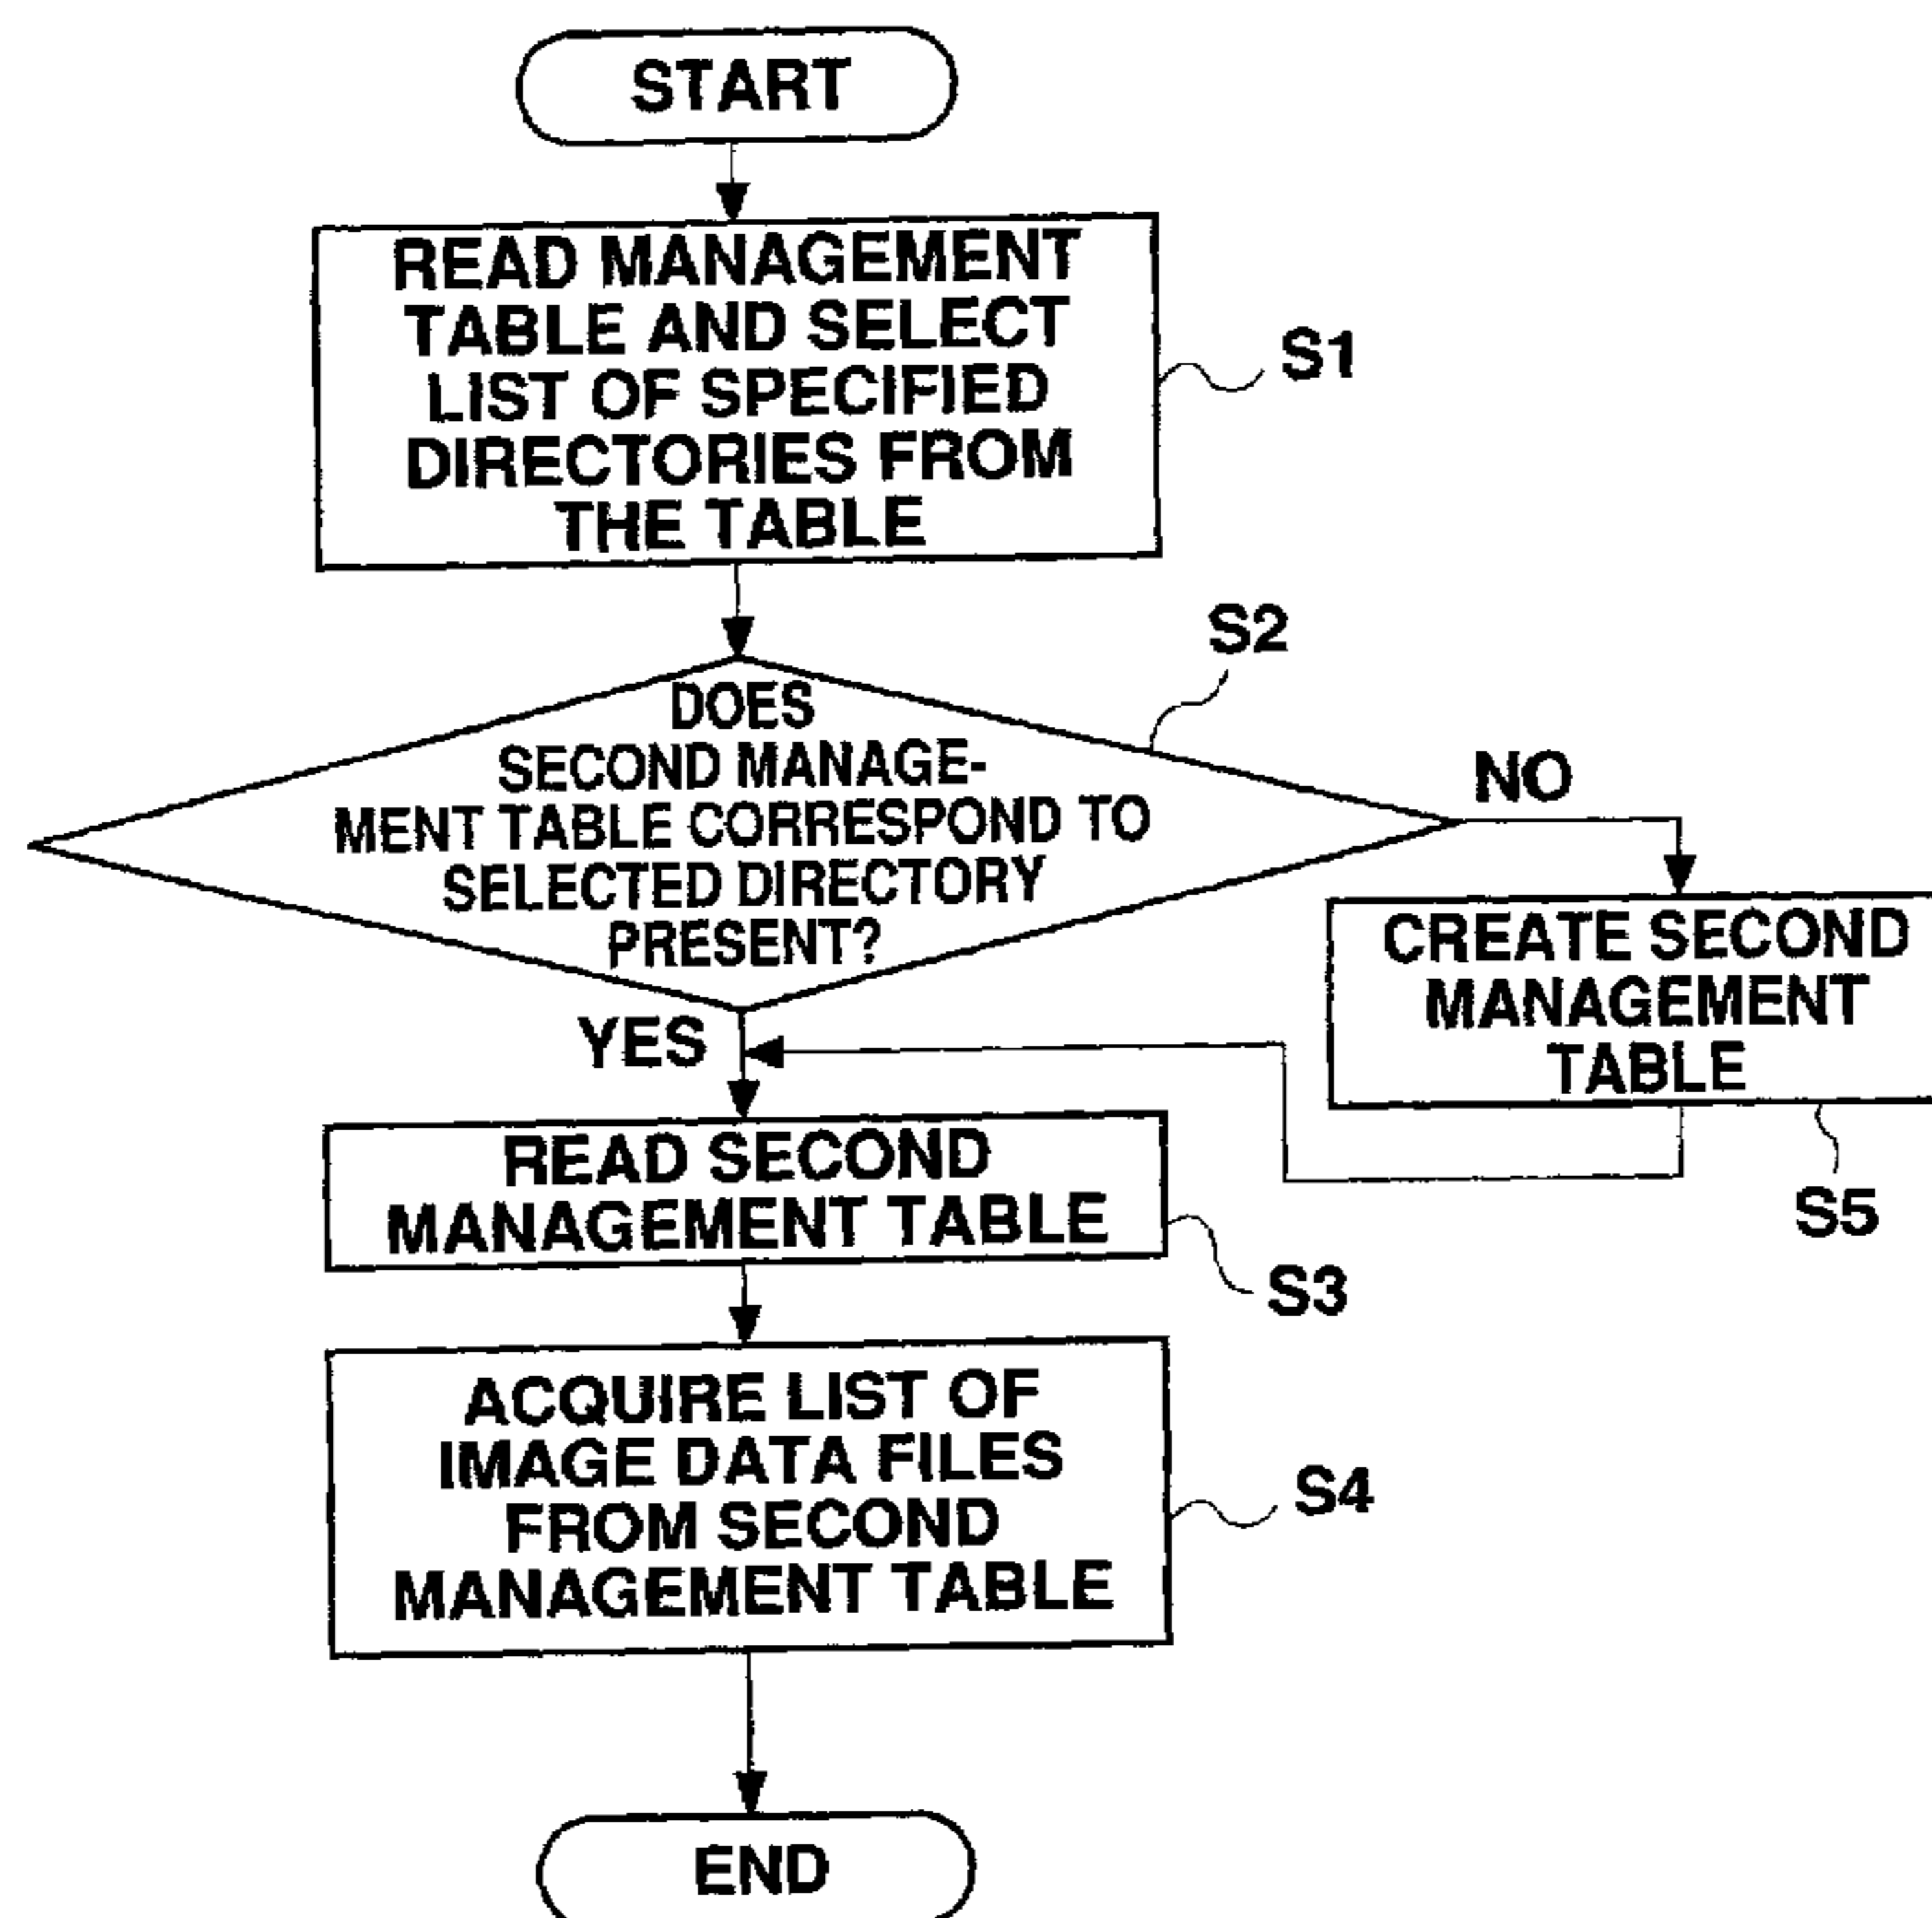 START
READ MANAGEMENT
TABLE AND SELECT
LIST OF SPECIFIED
DIRECTORIES FROM
THE TABLE
S1
S2
DOES
SECOND MANAGE-
MENT TABLE CORRESPOND TO
SELECTED DIRECTORY
PRESENT?
NO
YES
CREATE SECOND
MANAGEMENT
TABLE
S5
READ SECOND
MANAGEMENT TABLE
S3
ACQUIRE LIST OF
IMAGE DATA FILES
FROM SECOND
MANAGEMENT TABLE
S4
END